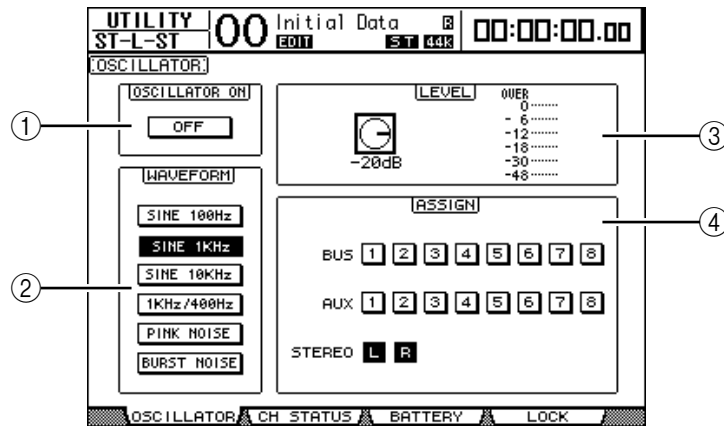 UTILITY
ST-L-ST
00
Initial Data R
EDIT ST 44K
00:00:00.00
OSCILLATOR
OSCILLATOR ON
OFF
1
WAVEFORM
SINE 100Hz
SINE 1KHz
SINE 10KHz
1KHz/400Hz
PINK NOISE
BURST NOISE
2
LEVEL
-20dB
OVER
0
- 6
-12
-18
-30
-48
3
ASSIGN
BUS 1 2 3 4 5 6 7 8
AUX 1 2 3 4 5 6 7 8
STEREO L R
4
OSCILLATOR CH STATUS BATTERY LOCK